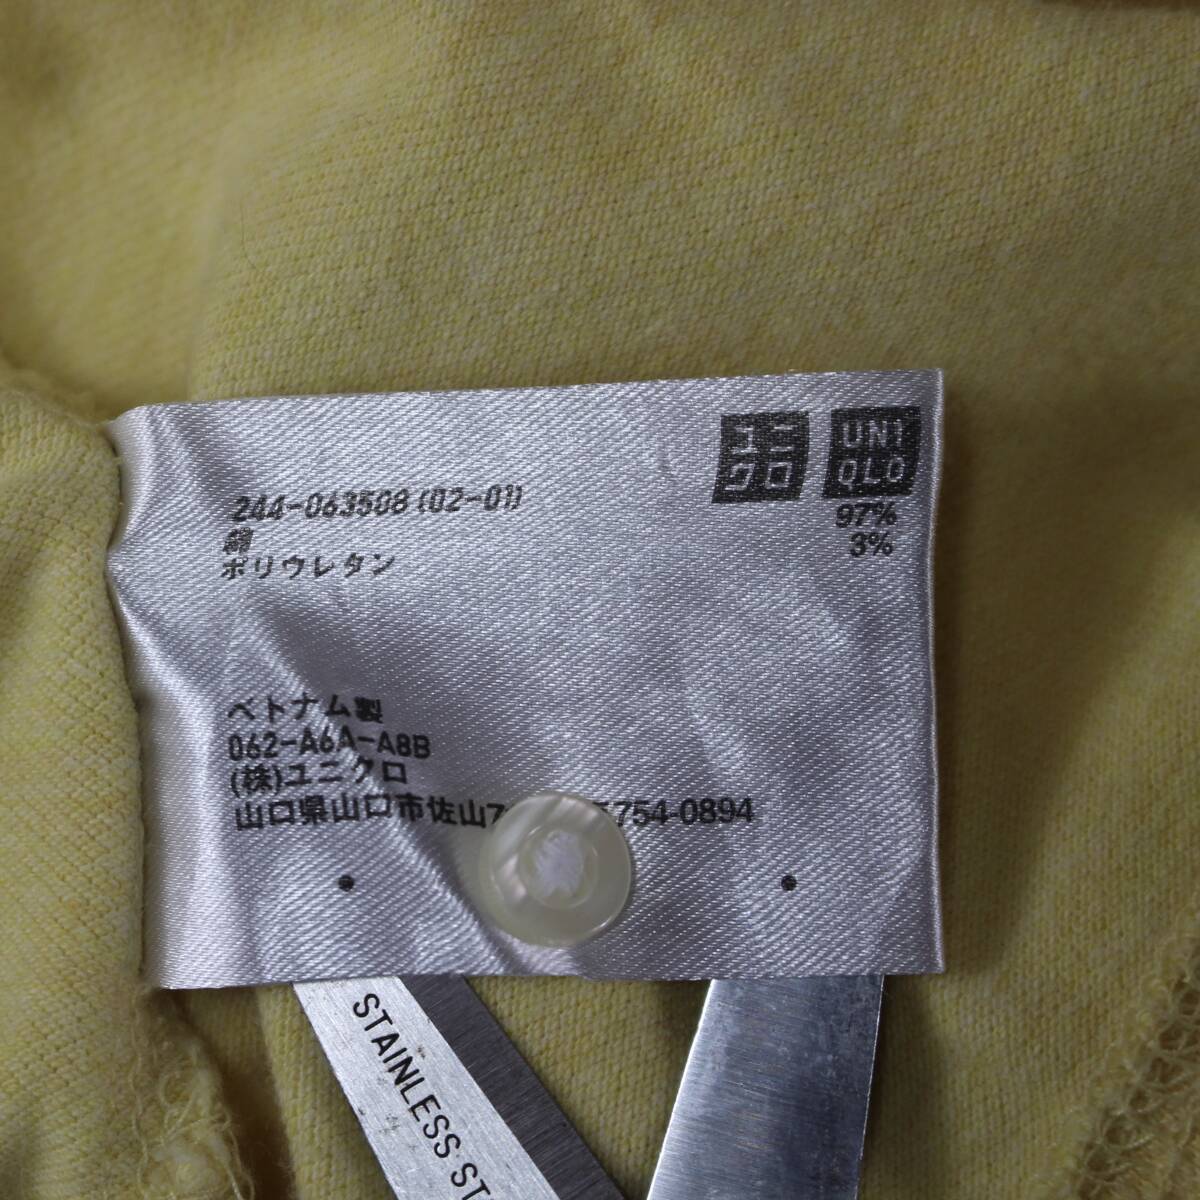 ユニ
クロ
UNI
QLO
244-063508 (02-01)
綿 97%
ポリウレタン 3%
ベトナム製
062-A6A-A8B
(株)ユニクロ
山口県山口市佐山 754-0894
STAINLESS